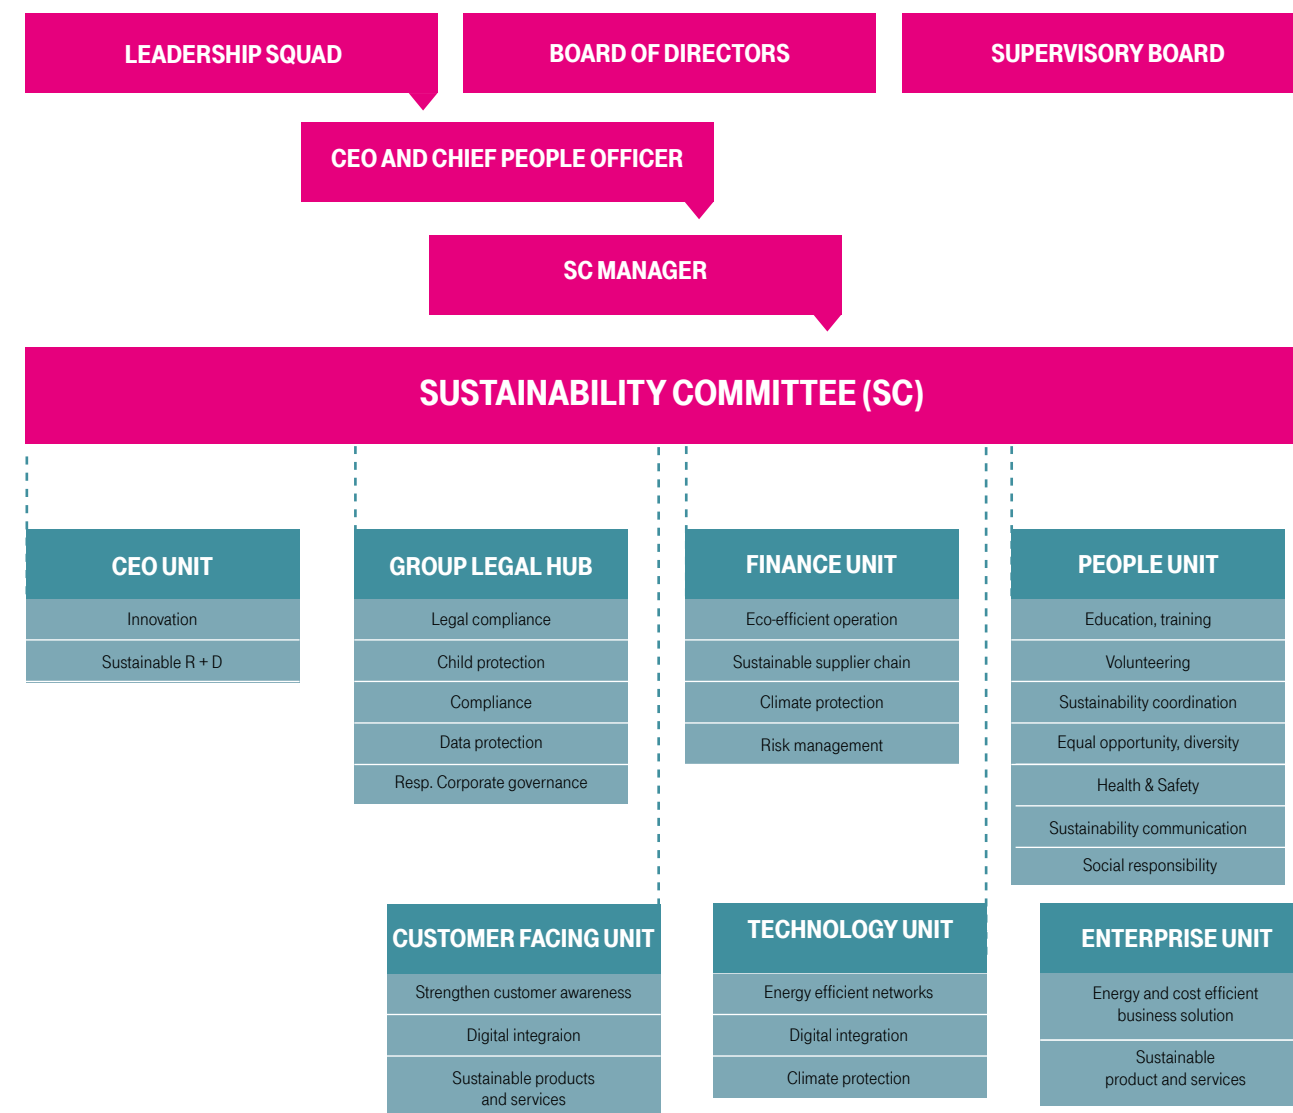 LEADERSHIP SQUAD
BOARD OF DIRECTORS
SUPERVISORY BOARD
CEO AND CHIEF PEOPLE OFFICER
SC MANAGER
SUSTAINABILITY COMMITTEE (SC)
CEO UNIT
Innovation
Sustainable R + D
GROUP LEGAL HUB
Legal compliance
Child protection
Compliance
Data protection
Resp. Corporate governance
FINANCE UNIT
Eco-efficient operation
Sustainable supplier chain
Climate protection
Risk management
PEOPLE UNIT
Education, training
Volunteering
Sustainability coordination
Equal opportunity, diversity
Health & Safety
Sustainability communication
Social responsibility
CUSTOMER FACING UNIT
Strengthen customer awareness
Digital integraion
Sustainable products
and services
TECHNOLOGY UNIT
Energy efficient networks
Digital integration
Climate protection
ENTERPRISE UNIT
Energy and cost efficient
business solution
Sustainable
product and services